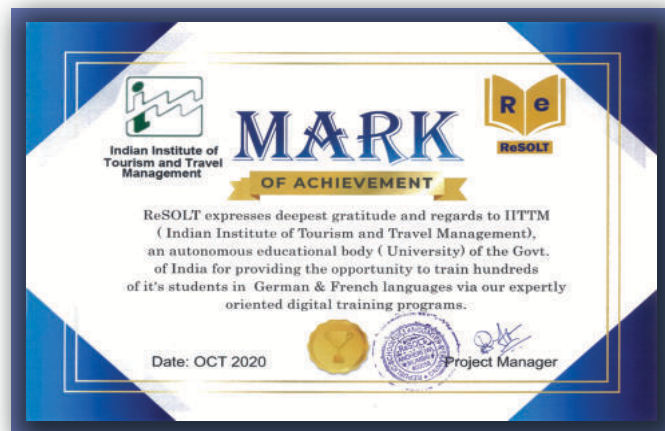 Indian Institute of
Tourism and Travel
Management
R e
ReSOLT
MARK
OF ACHIEVEMENT
ReSOLT expresses deepest gratitude and regards to IITTM
( Indian Institute of Tourism and Travel Management),
an autonomous educational body ( University) of the Govt.
of India for providing the opportunity to train hundreds
of it's students in German & French languages via our expertly
oriented digital training programs.
Date: OCT 2020
ReSOLT
Project Manager